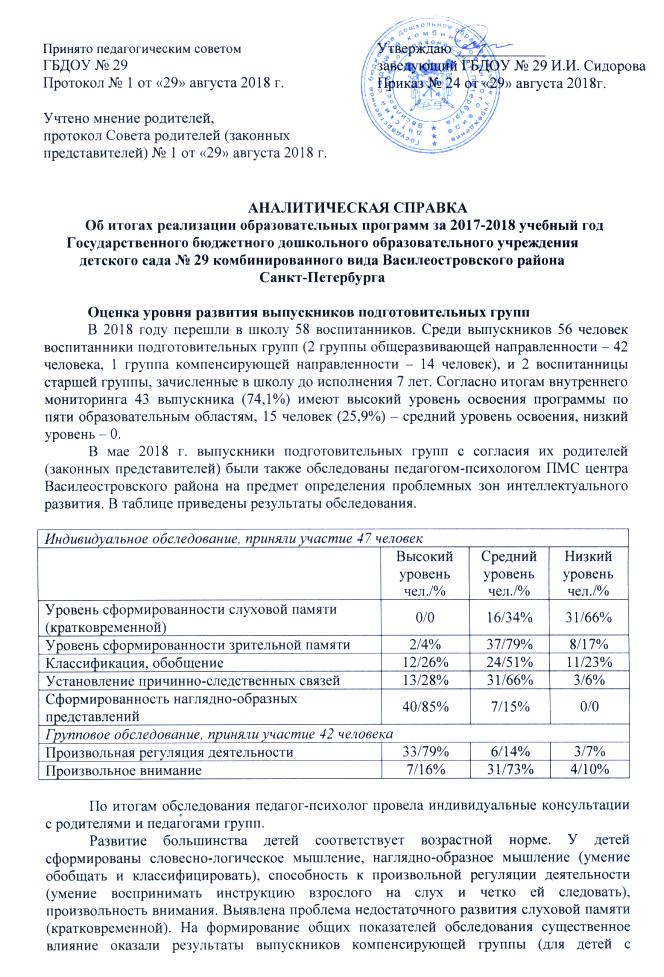 Принято педагогическим советом
ГБДОУ № 29
Протокол № 1 от «29» августа 2018 г.
Учтено мнение родителей,
протокол Совета родителей (законных
представителей) № 1 от «29» августа 2018 г.
Утверждаю
заведующий ГБДОУ № 29 И.И. Сидорова
Приказ № 24 от «29» августа 2018г.
АНАЛИТИЧЕСКАЯ СПРАВКА
Об итогах реализации образовательных программ за 2017-2018 учебный год
Государственного бюджетного дошкольного образовательного учреждения
детского сада № 29 комбинированного вида Василеостровского района
Санкт-Петербурга
Оценка уровня развития выпускников подготовительных групп
В 2018 году перешли в школу 58 воспитанников. Среди выпускников 56 человек
воспитанники подготовительных групп (2 группы общеразвивающей направленности – 42
человека, 1 группа компенсирующей направленности – 14 человек), и 2 воспитанницы
старшей группы, зачисленные в школу до исполнения 7 лет. Согласно итогам внутреннего
мониторинга 43 выпускника (74,1%) имеют высокий уровень освоения программы по
пяти образовательным областям, 15 человек (25,9%) – средний уровень освоения, низкий
уровень – 0.
В мае 2018 г. выпускники подготовительных групп с согласия их родителей
(законных представителей) были также обследованы педагогом-психологом ПМС центра
Василеостровского района на предмет определения проблемных зон интеллектуального
развития. В таблице приведены результаты обследования.
Индивидуальное обследование, приняли участие 47 человек
Высокий уровень чел./% Средний уровень чел./% Низкий уровень чел./%
Уровень сформированности слуховой памяти
(кратковременной) 0/0 16/34% 31/66%
Уровень сформированности зрительной памяти 2/4% 37/79% 8/17%
Классификация, обобщение 12/26% 24/51% 11/23%
Установление причинно-следственных связей 13/28% 31/66% 3/6%
Сформированность наглядно-образных
представлений 40/85% 7/15% 0/0
Групповое обследование, приняли участие 42 человека
Произвольная регуляция деятельности 33/79% 6/14% 3/7%
Произвольное внимание 7/16% 31/73% 4/10%
По итогам обследования педагог-психолог провела индивидуальные консультации
с родителями и педагогами групп.
Развитие большинства детей соответствует возрастной норме. У детей
сформированы словесно-логическое мышление, наглядно-образное мышление (умение
обобщать и классифицировать), способность к произвольной регуляции деятельности
(умение воспринимать инструкцию взрослого на слух и четко ей следовать),
произвольность внимания. Выявлена проблема недостаточного развития слуховой памяти
(кратковременной). На формирование общих показателей обследования существенное
влияние оказали результаты выпускников компенсирующей группы (для детей с